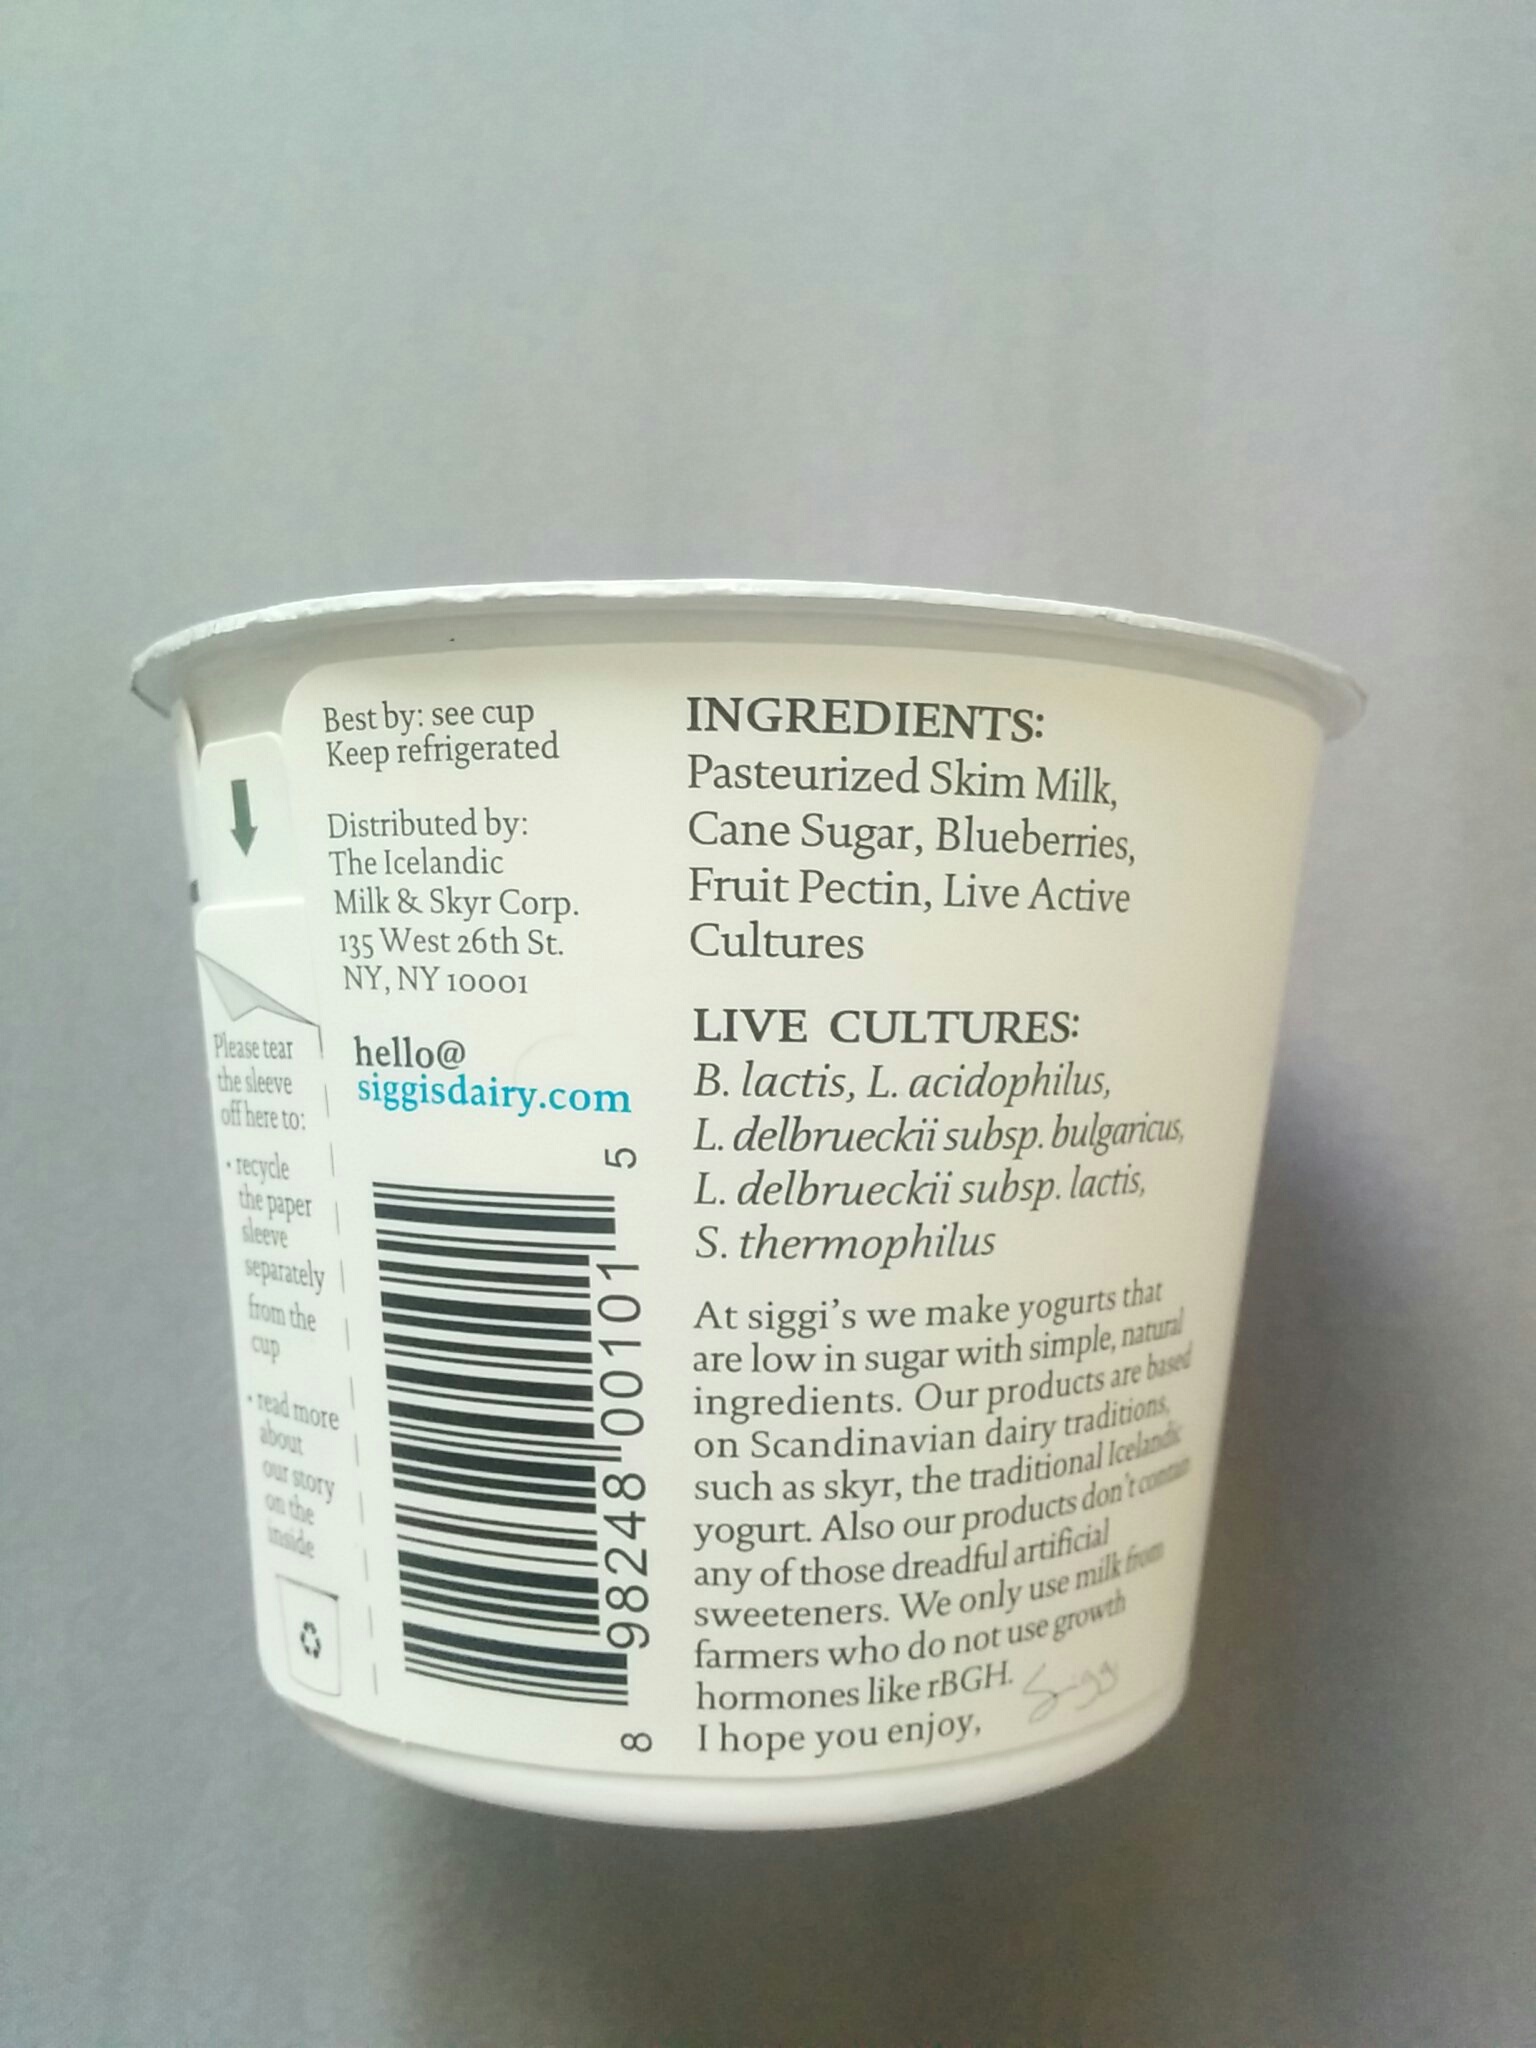 Best by: see cup
Keep refrigerated
Distributed by:
The Icelandic
Milk & Skyr Corp.
135 West 26th St.
NY, NY 10001
hello@
siggisdairy.com
8 98248 00101 5
Please tear
the sleeve
off here to:
• recycle
the paper
sleeve
separately
from the
cup
• read more
about
our story
on the
inside
INGREDIENTS:
Pasteurized Skim Milk,
Cane Sugar, Blueberries,
Fruit Pectin, Live Active
Cultures
LIVE CULTURES:
B. lactis, L. acidophilus,
L. delbrueckii subsp. bulgaricus,
L. delbrueckii subsp. lactis,
S. thermophilus
At siggi's we make yogurts that
are low in sugar with simple, natural
ingredients. Our products are based
on Scandinavian dairy traditions,
such as skyr, the traditional Icelandic
yogurt. Also our products don't contain
any of those dreadful artificial
sweeteners. We only use milk from
farmers who do not use growth
hormones like rBGH.
I hope you enjoy,
Siggi